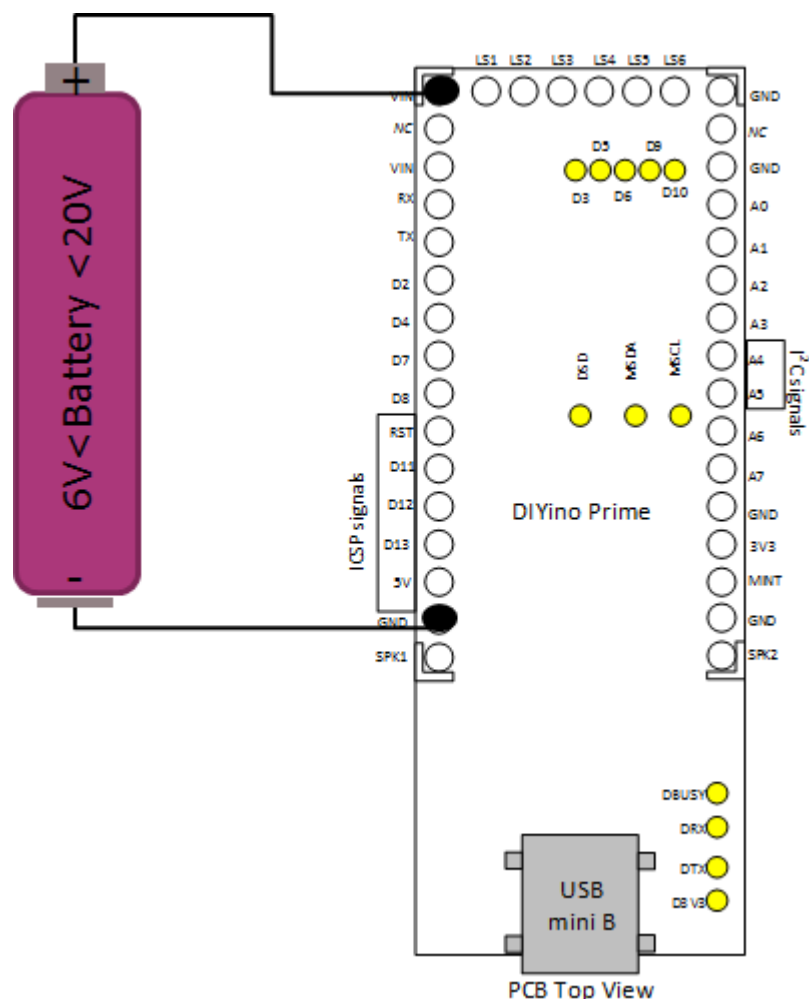 LS1 LS2 LS3 LS4 LS5 LS6
+
6V<Battery <20V
-
VIN
NC
VIN
RX
TX
D2
D4
D7
D8
RST
D11
D12
D13
5V
GND
SPK1
ICSP signals
D5 D9
D3 D6 D10
DSD
MSDA
MSCL
DIYino Prime
GND
NC
GND
A0
A1
A2
A3
A4
A5
A6
A7
GND
3V3
MINT
GND
SPK2
I²C signals
DBUSY
DRX
DTX
D3V3
USB
mini B
PCB Top View